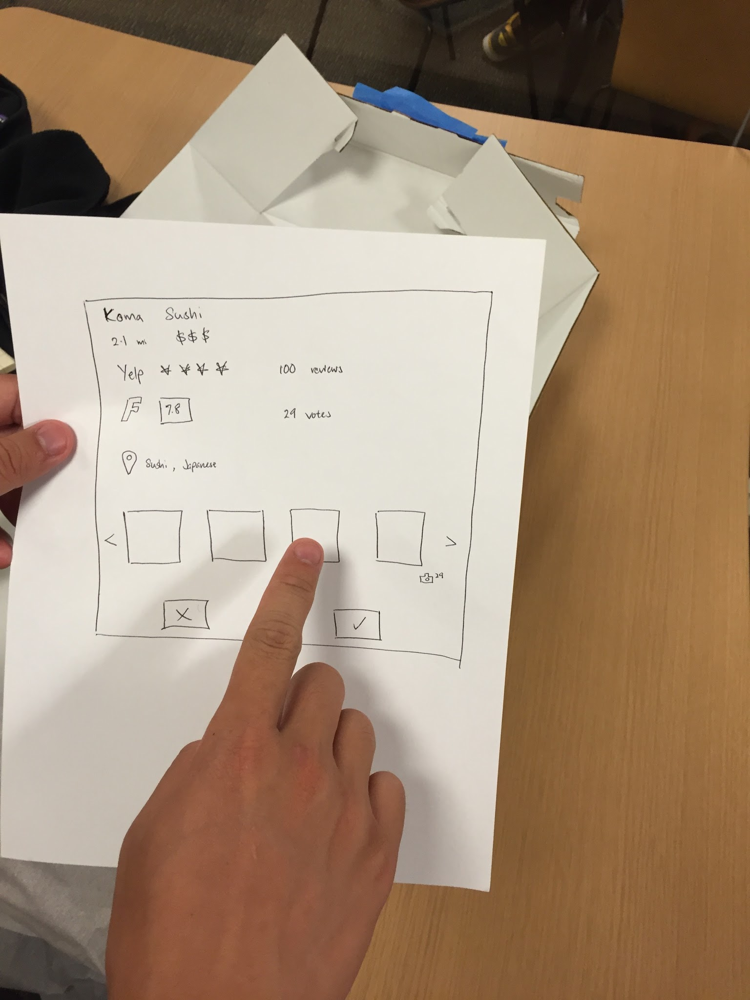 Koma Sushi
2.1 mi $$$
Yelp 100 reviews
F 7.8 29 votes
Sushi, Japanese
< >
29
X ✓